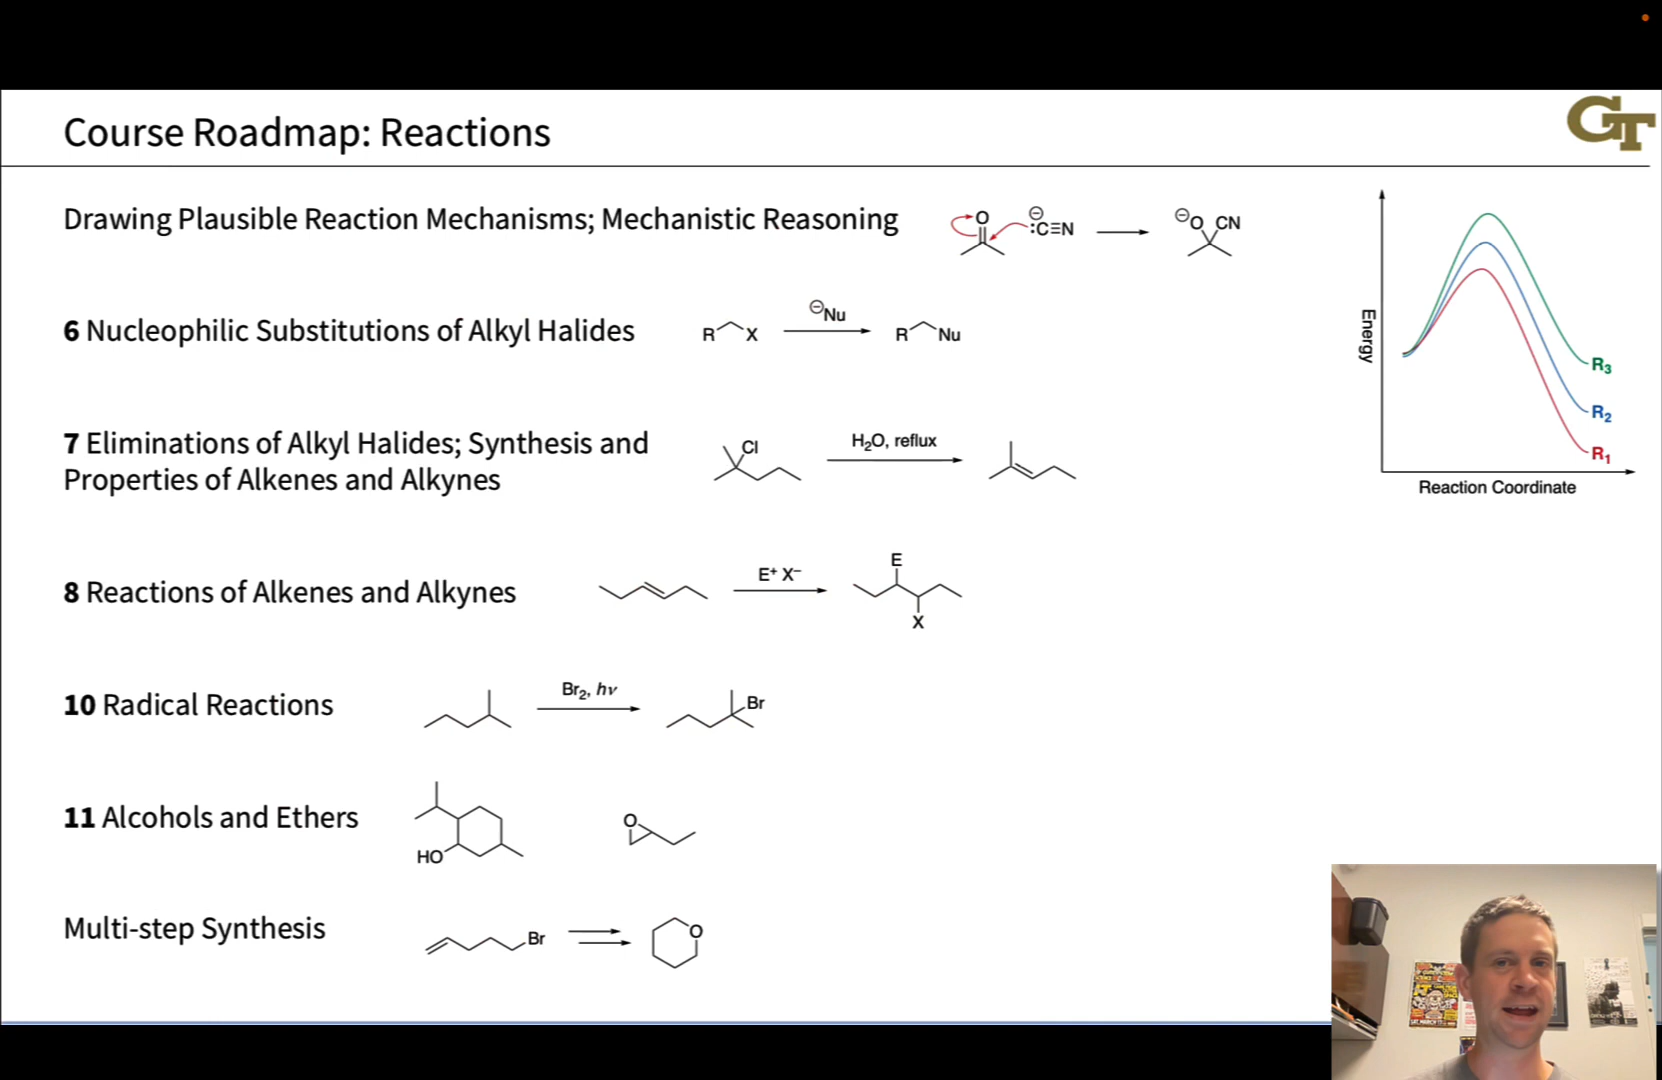 Course Roadmap: Reactions
GT
Drawing Plausible Reaction Mechanisms; Mechanistic Reasoning
O
⊖
:C≡N
⊖O CN
6 Nucleophilic Substitutions of Alkyl Halides
R X
⊖Nu
R Nu
7 Eliminations of Alkyl Halides; Synthesis and
Properties of Alkenes and Alkynes
Cl
H₂O, reflux
8 Reactions of Alkenes and Alkynes
E⁺ X⁻
E
X
10 Radical Reactions
Br₂, hν
Br
11 Alcohols and Ethers
HO
O
Multi-step Synthesis
Br
O
Energy
R₃
R₂
R₁
Reaction Coordinate